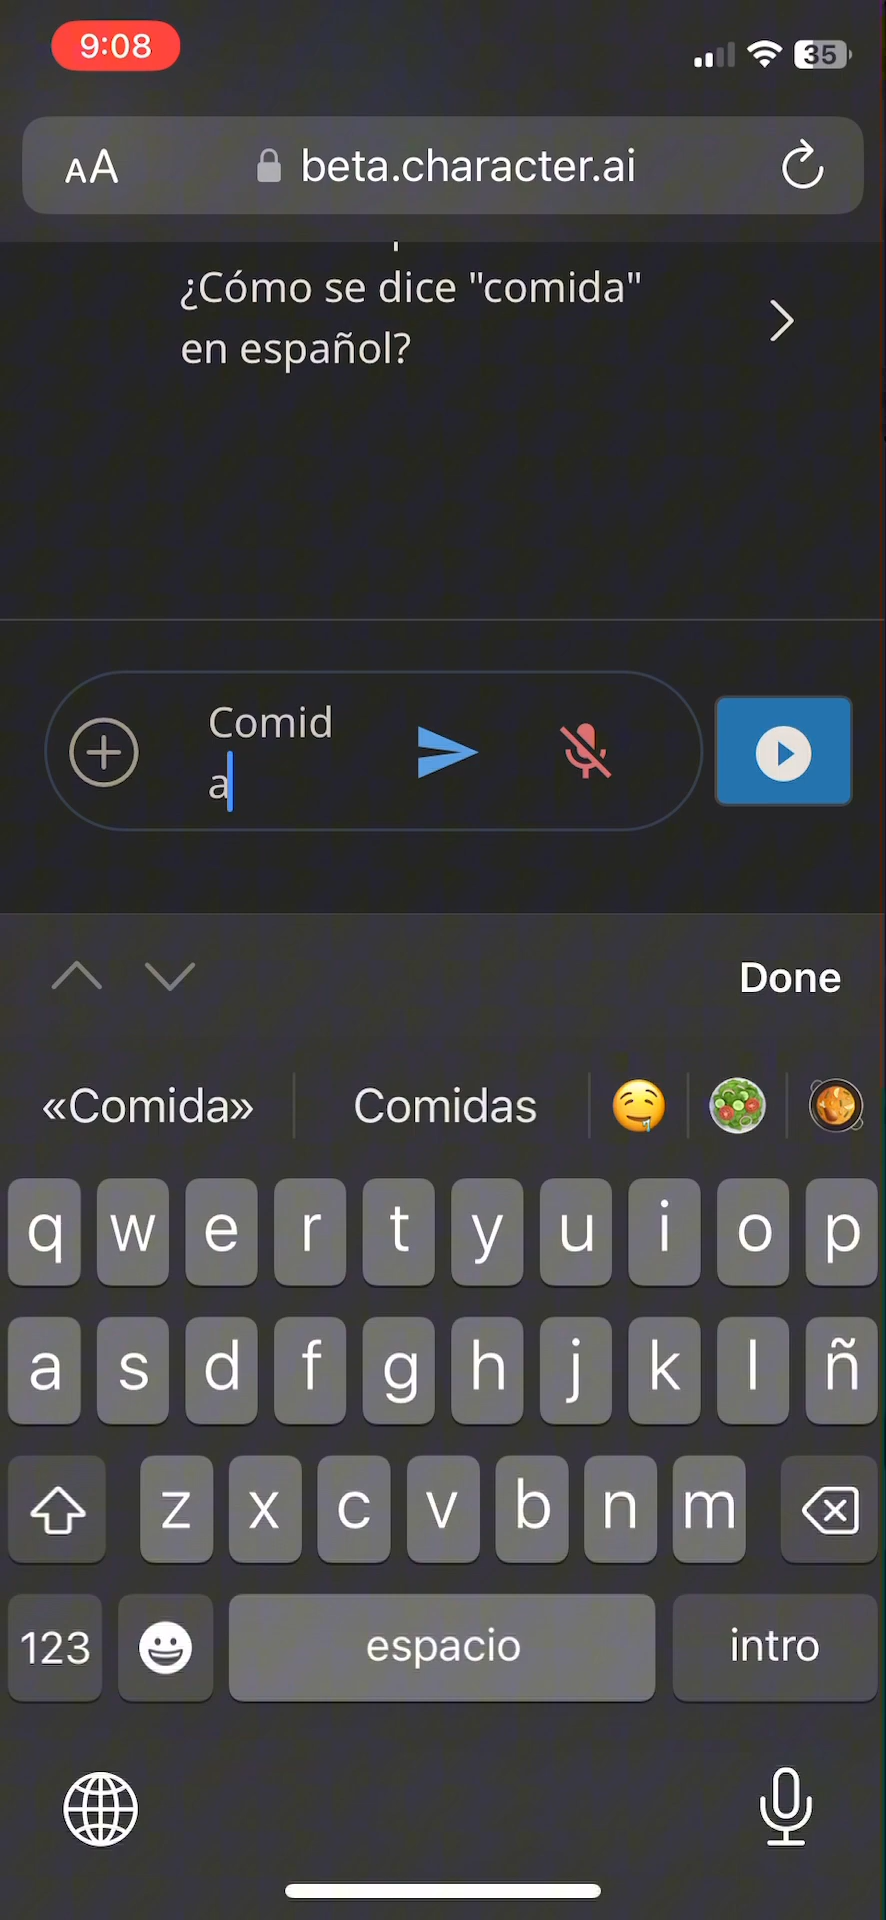 9:08
35
AA beta.character.ai
¿Cómo se dice "comida"
en español?
Comid
a
Done
«Comida» Comidas
q w e r t y u i o p
a s d f g h j k l ñ
z x c v b n m
123 espacio intro